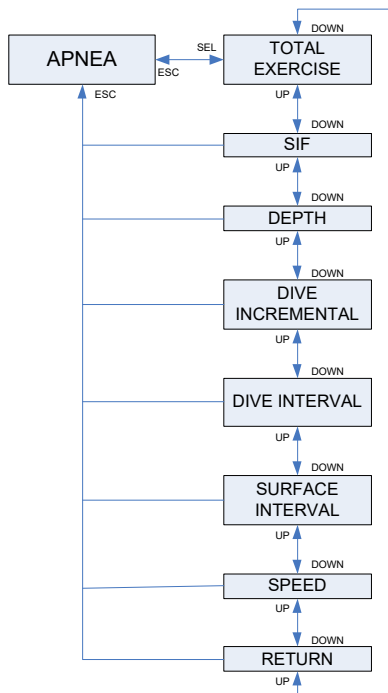 DOWN
APNEA
SEL
ESC
TOTAL
EXERCISE
ESC
UP
DOWN
SIF
UP
DOWN
DEPTH
UP
DOWN
DIVE
INCREMENTAL
UP
DOWN
DIVE INTERVAL
UP
DOWN
SURFACE
INTERVAL
UP
DOWN
SPEED
UP
DOWN
RETURN
UP